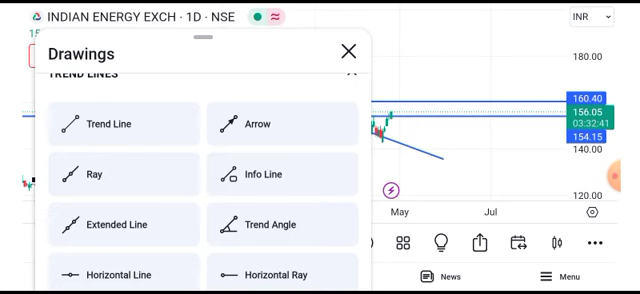 INDIAN ENERGY EXCH · 1D · NSE
INR
Drawings
TREND LINES
Trend Line
Arrow
Ray
Info Line
Extended Line
Trend Angle
Horizontal Line
Horizontal Ray
180.00
160.40
156.05
03:32:41
154.15
140.00
120.00
May
Jul
News
Menu